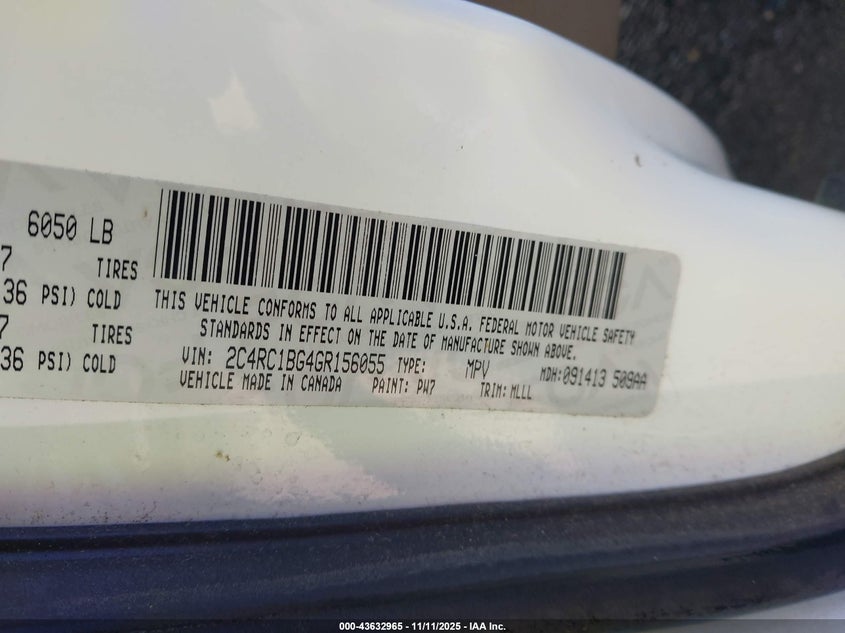 6050 LB
7 TIRES
36 PSI) COLD
7 TIRES
36 PSI) COLD
THIS VEHICLE CONFORMS TO ALL APPLICABLE U.S.A. FEDERAL MOTOR VEHICLE SAFETY
STANDARDS IN EFFECT ON THE DATE OF MANUFACTURE SHOWN ABOVE.
VIN: 2C4RC1BG4GR156055 TYPE: MPV MDH:091413 509AA
VEHICLE MADE IN CANADA PAINT: PW7 TRIM: MLLL
000-43632965 - 11/11/2025 - IAA Inc.